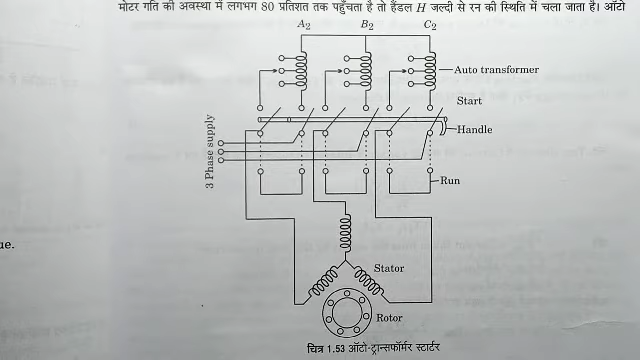 मोटर गति की अवस्था में लगभग 80 प्रतिशत तक पहुँचता है तो हैंडल H जल्दी से रन की स्थिति में चला जाता है। ऑटो
A2 B2 C2
Auto transformer
Start
Handle
3 Phase supply
Run
ue.
Stator
Rotor
चित्र 1.53 ऑटो-ट्रान्सफॉर्मर स्टार्टर